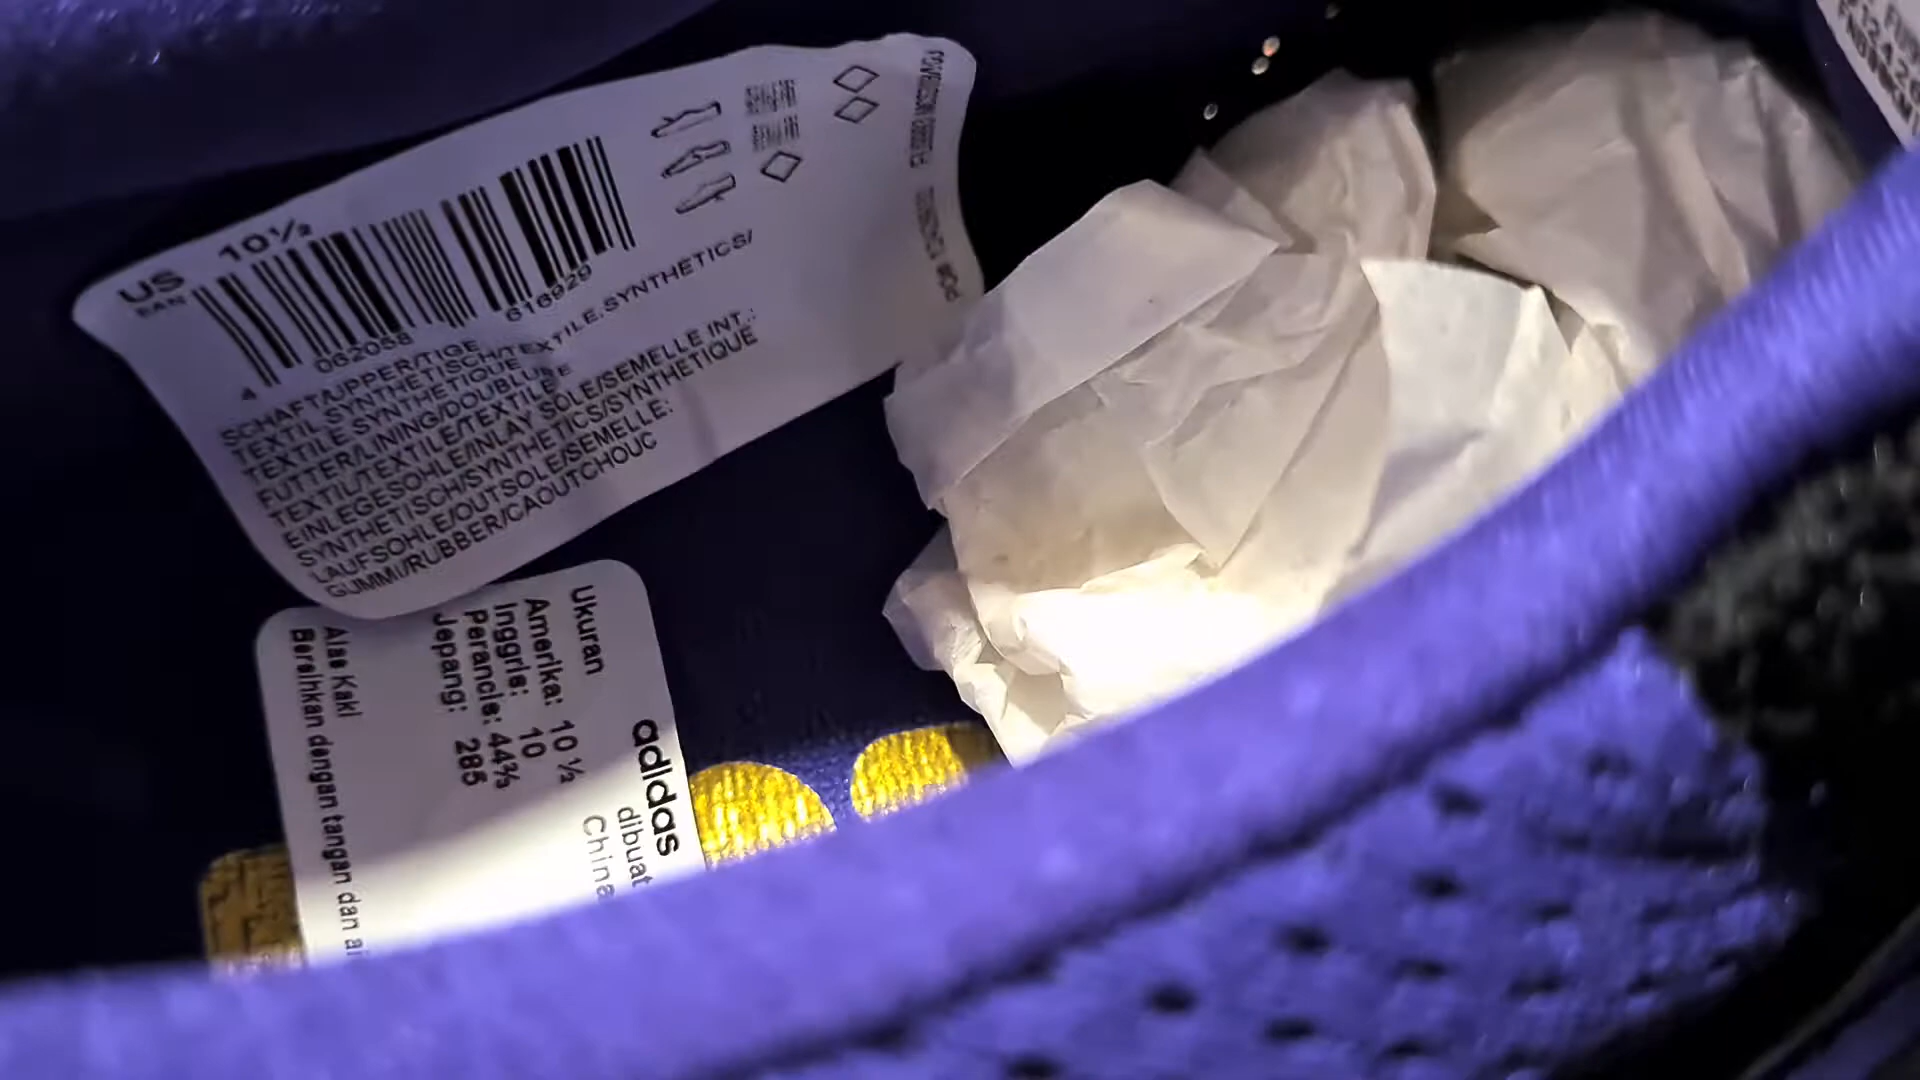 US 10½
EAN
4 062058 616929
SCHAFT/UPPER/TIGE
TEXTIL SYNTHETISCH/TEXTILE.SYNTHETICS/
TEXTILE SYNTHETIQUE
FUTTER/LINING/DOUBLURE
TEXTIL/TEXTILE/TEXTILE
EINLEGESOHLE/INLAY SOLE/SEMELLE INT.:
SYNTHETISCH/SYNTHETICS/SYNTHETIQUE
LAUFSOHLE/OUTSOLE/SEMELLE:
GUMMI/RUBBER/CAOUTCHOUC
adidas
dibuat
China
Ukuran
Amerika: 10 ½
Inggris: 10
Perancis: 44⅔
Jepang: 285
Alas Kaki
Bersihkan dengan tangan dan ai